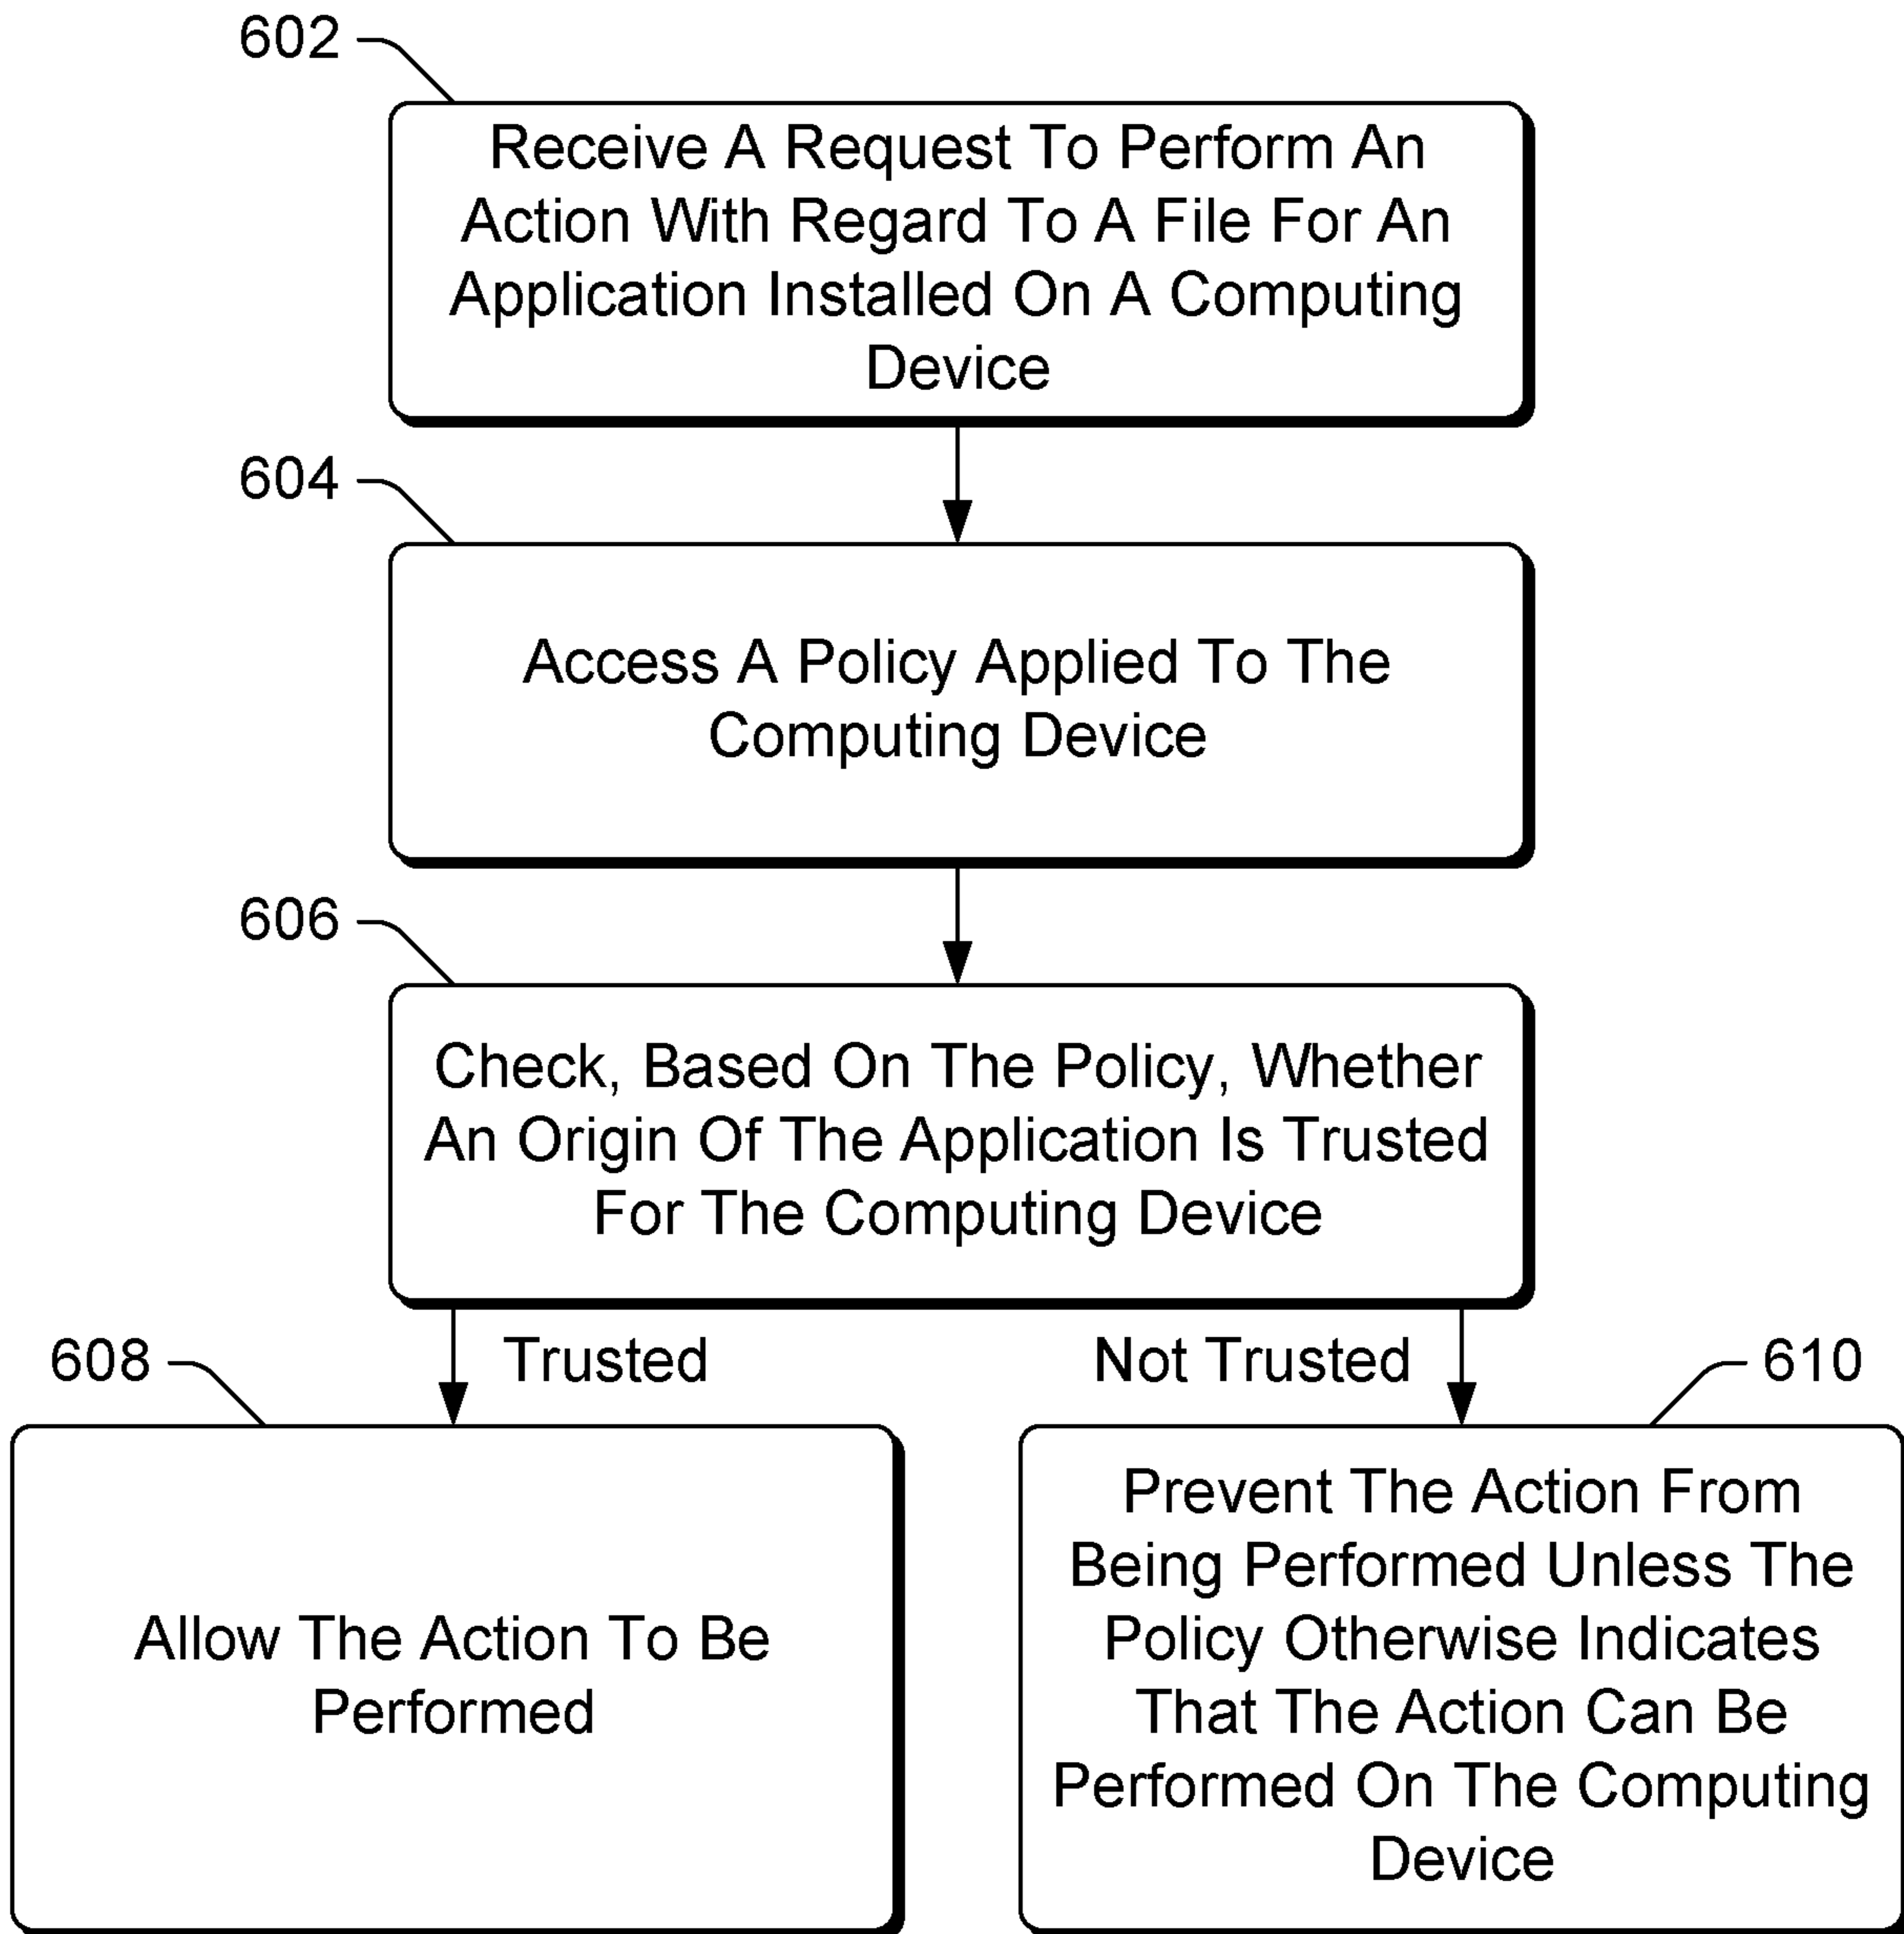 602
Receive A Request To Perform An
Action With Regard To A File For An
Application Installed On A Computing
Device
604
Access A Policy Applied To The
Computing Device
606
Check, Based On The Policy, Whether
An Origin Of The Application Is Trusted
For The Computing Device
608
Trusted
Not Trusted
610
Allow The Action To Be
Performed
Prevent The Action From
Being Performed Unless The
Policy Otherwise Indicates
That The Action Can Be
Performed On The Computing
Device